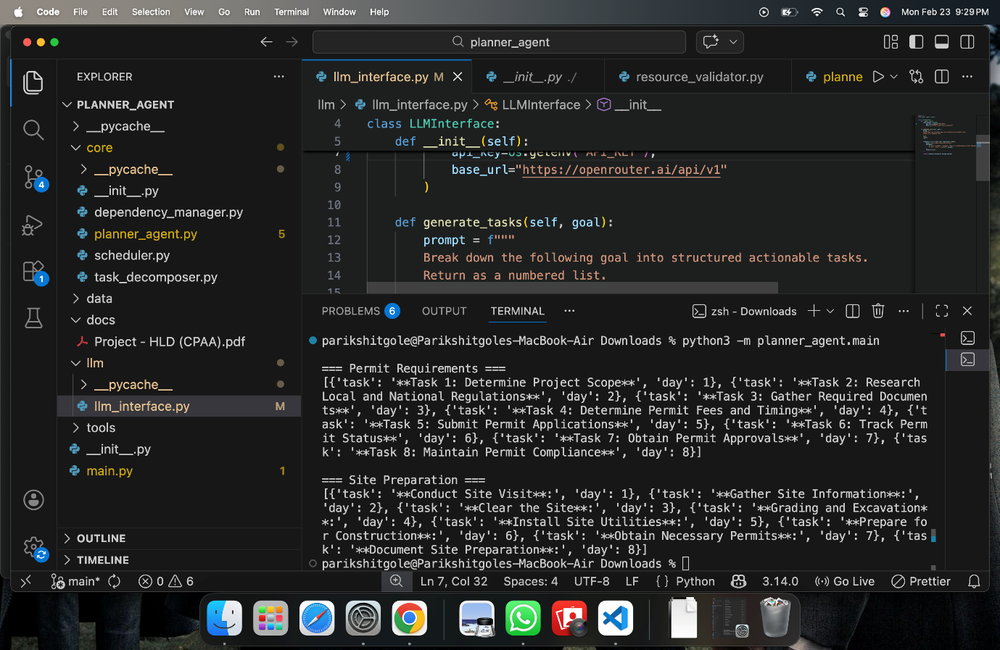 Code File Edit Selection View Go Run Terminal Window Help Mon Feb 23 9:29 PM
planner_agent
EXPLORER
PLANNER_AGENT
__pycache__
core
__pycache__
__init__.py
dependency_manager.py
planner_agent.py 5
scheduler.py
task_decomposer.py
data
docs
Project - HLD (CPAA).pdf
llm
__pycache__
llm_interface.py M
tools
__init__.py
main.py 1
OUTLINE
TIMELINE
4
1
llm_interface.py M __init__.py ./ resource_validator.py planne
llm > llm_interface.py > LLMInterface > __init__
4 class LLMInterface:
5 def __init__(self):
7 api_key=os.getenv("API_KEY"),
8 base_url="https://openrouter.ai/api/v1"
9 )
10
11 def generate_tasks(self, goal):
12 prompt = f"""
13 Break down the following goal into structured actionable tasks.
14 Return as a numbered list.
15
PROBLEMS 6 OUTPUT TERMINAL zsh - Downloads
parikshitgole@Parikshitgoles-MacBook-Air Downloads % python3 -m planner_agent.main
=== Permit Requirements ===
[{'task': '**Task 1: Determine Project Scope**', 'day': 1}, {'task': '**Task 2: Research
Local and National Regulations**', 'day': 2}, {'task': '**Task 3: Gather Required Documen
ts**', 'day': 3}, {'task': '**Task 4: Determine Permit Fees and Timing**', 'day': 4}, {'t
ask': '**Task 5: Submit Permit Applications**', 'day': 5}, {'task': '**Task 6: Track Perm
it Status**', 'day': 6}, {'task': '**Task 7: Obtain Permit Approvals**', 'day': 7}, {'tas
k': '**Task 8: Maintain Permit Compliance**', 'day': 8}]
=== Site Preparation ===
[{'task': '**Conduct Site Visit**:', 'day': 1}, {'task': '**Gather Site Information**:',
'day': 2}, {'task': '**Clear the Site**:', 'day': 3}, {'task': '**Grading and Excavation*
*:', 'day': 4}, {'task': '**Install Site Utilities**:', 'day': 5}, {'task': '**Prepare fo
r Construction**:', 'day': 6}, {'task': '**Obtain Necessary Permits**:', 'day': 7}, {'tas
k': '**Document Site Preparation**:', 'day': 8}]
parikshitgole@Parikshitgoles-MacBook-Air Downloads %
main* 0 6 Ln 7, Col 32 Spaces: 4 UTF-8 LF { } Python 3.14.0 Go Live Prettier